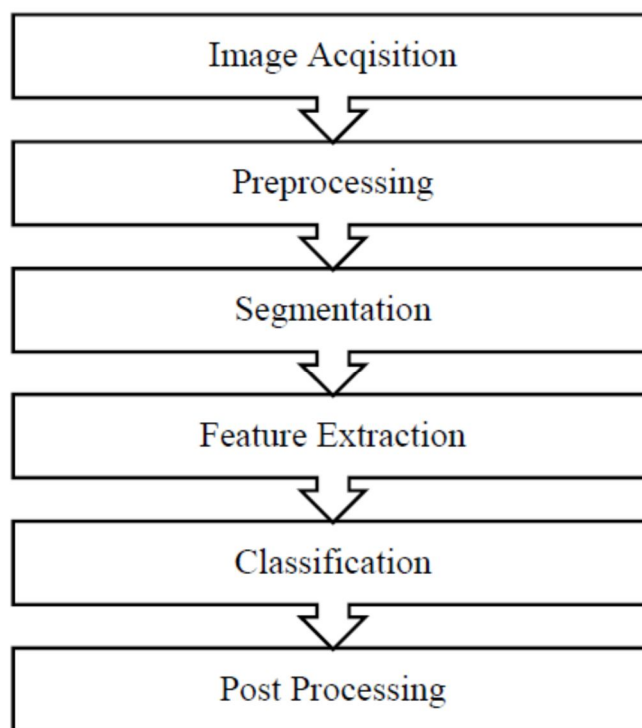 Image Acqisition
Preprocessing
Segmentation
Feature Extraction
Classification
Post Processing